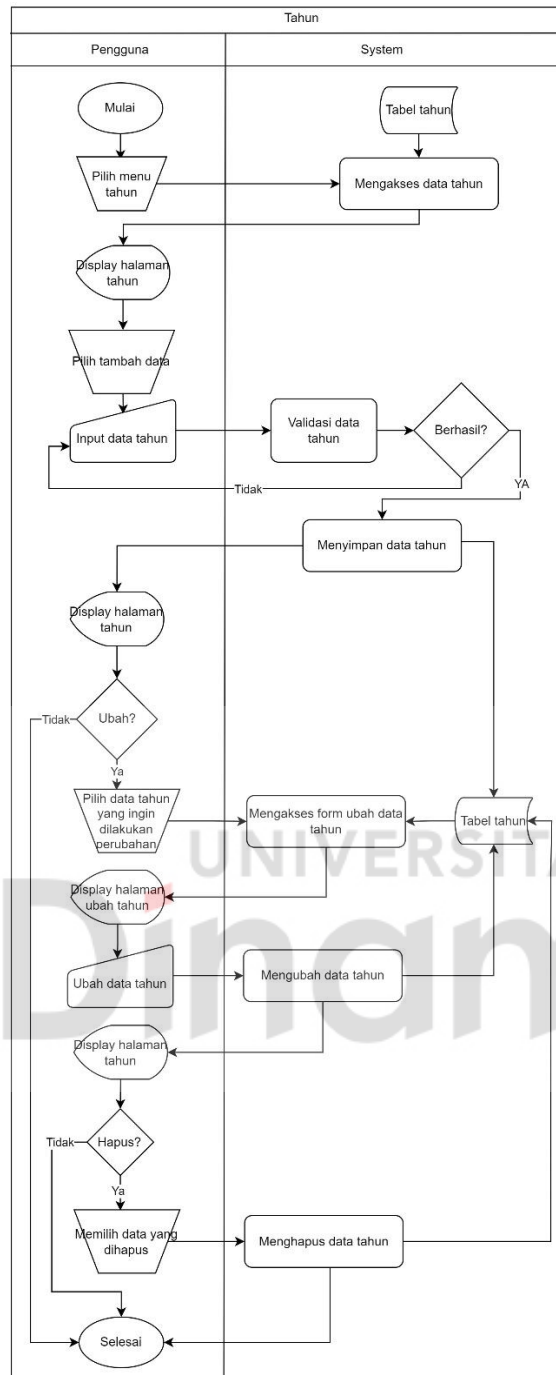 Tahun
Pengguna
System
Mulai
Tabel tahun
Pilih menu
tahun
Mengakses data tahun
Display halaman
tahun
Pilih tambah data
Input data tahun
Validasi data
tahun
Berhasil?
Tidak
YA
Menyimpan data tahun
Display halaman
tahun
Tidak
Ubah?
Ya
Pilih data tahun
yang ingin
dilakukan
perubahan
Mengakses form ubah data
tahun
Tabel tahun
UNIVERSITA
Dinam
Display halaman
ubah tahun
Ubah data tahun
Mengubah data tahun
Display halaman
tahun
Tidak
Hapus?
Ya
Memilih data yang
dihapus
Menghapus data tahun
Selesai